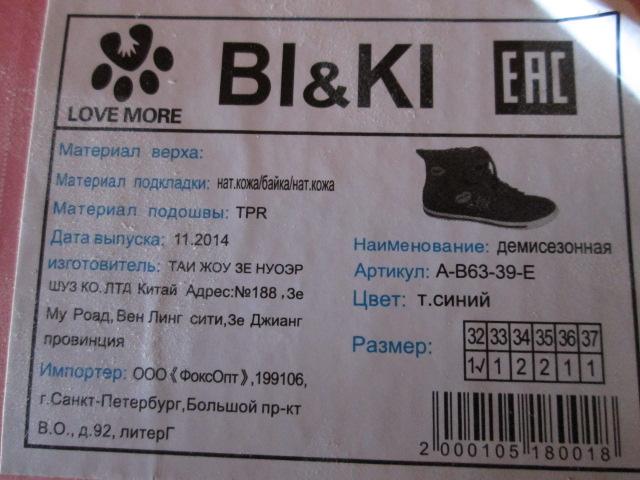 LOVE MORE
BI&KI
EAC
Материал верха:
Материал подкладки: нат.кожа/байка/нат.кожа
Материал подошвы: TPR
Дата выпуска: 11.2014
изготовитель: ТАИ ЖОУ ЗЕ НУОЭР
ШУЗ КО. ЛТД Китай Адрес:№188 ,Зе
Му Роад,Вен Линг сити,Зе Джианг
провинция
Импортер: ООО《ФоксОпт》,199106,
г.Санкт-Петербург,Большой пр-кт
В.О., д.92, литерГ
Наименование: демисезонная
Артикул: A-B63-39-E
Цвет: т.синий
Размер:
32 33 34 35 36 37
1√ 1 2 2 1 1
2 000105 180018